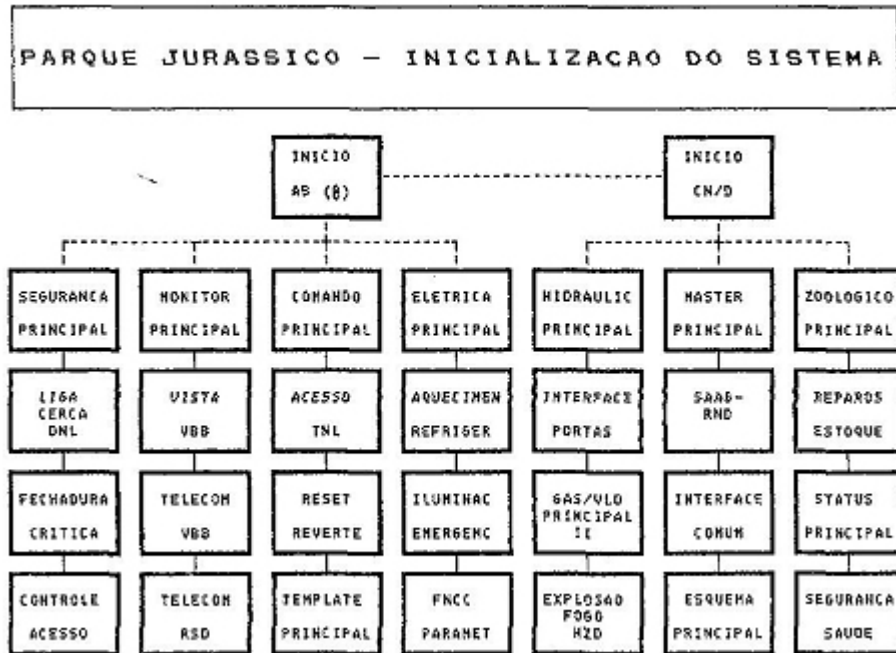 PARQUE JURASSICO — INICIALIZACAO DO SISTEMA
INICIO
AB (0)
INICIO
CN/D
SEGURANCA
PRINCIPAL
MONITOR
PRINCIPAL
COMANDO
PRINCIPAL
ELETRICA
PRINCIPAL
HIDRAULIC
PRINCIPAL
MASTER
PRINCIPAL
ZOOLOGICO
PRINCIPAL
LIGA
CERCA
DNL
VISTA
VBB
ACESSO
TNL
AQUECIMEN
REFRIGER
INTERFACE
PORTAS
SAAG-
RND
REPAROS
ESTOQUE
FECHADURA
CRITICA
TELECOM
VBB
RESET
REVERTE
ILUMINAC
EMERGENC
GAS/VLD
PRINCIPAL
II
INTERFACE
COMUM
STATUS
PRINCIPAL
CONTROLE
ACESSO
TELECOM
RSD
TEMPLATE
PRINCIPAL
FNCC
PARAMET
EXPLOSAO
FOGO
HZD
ESQUEMA
PRINCIPAL
SEGURANCA
SAUDE